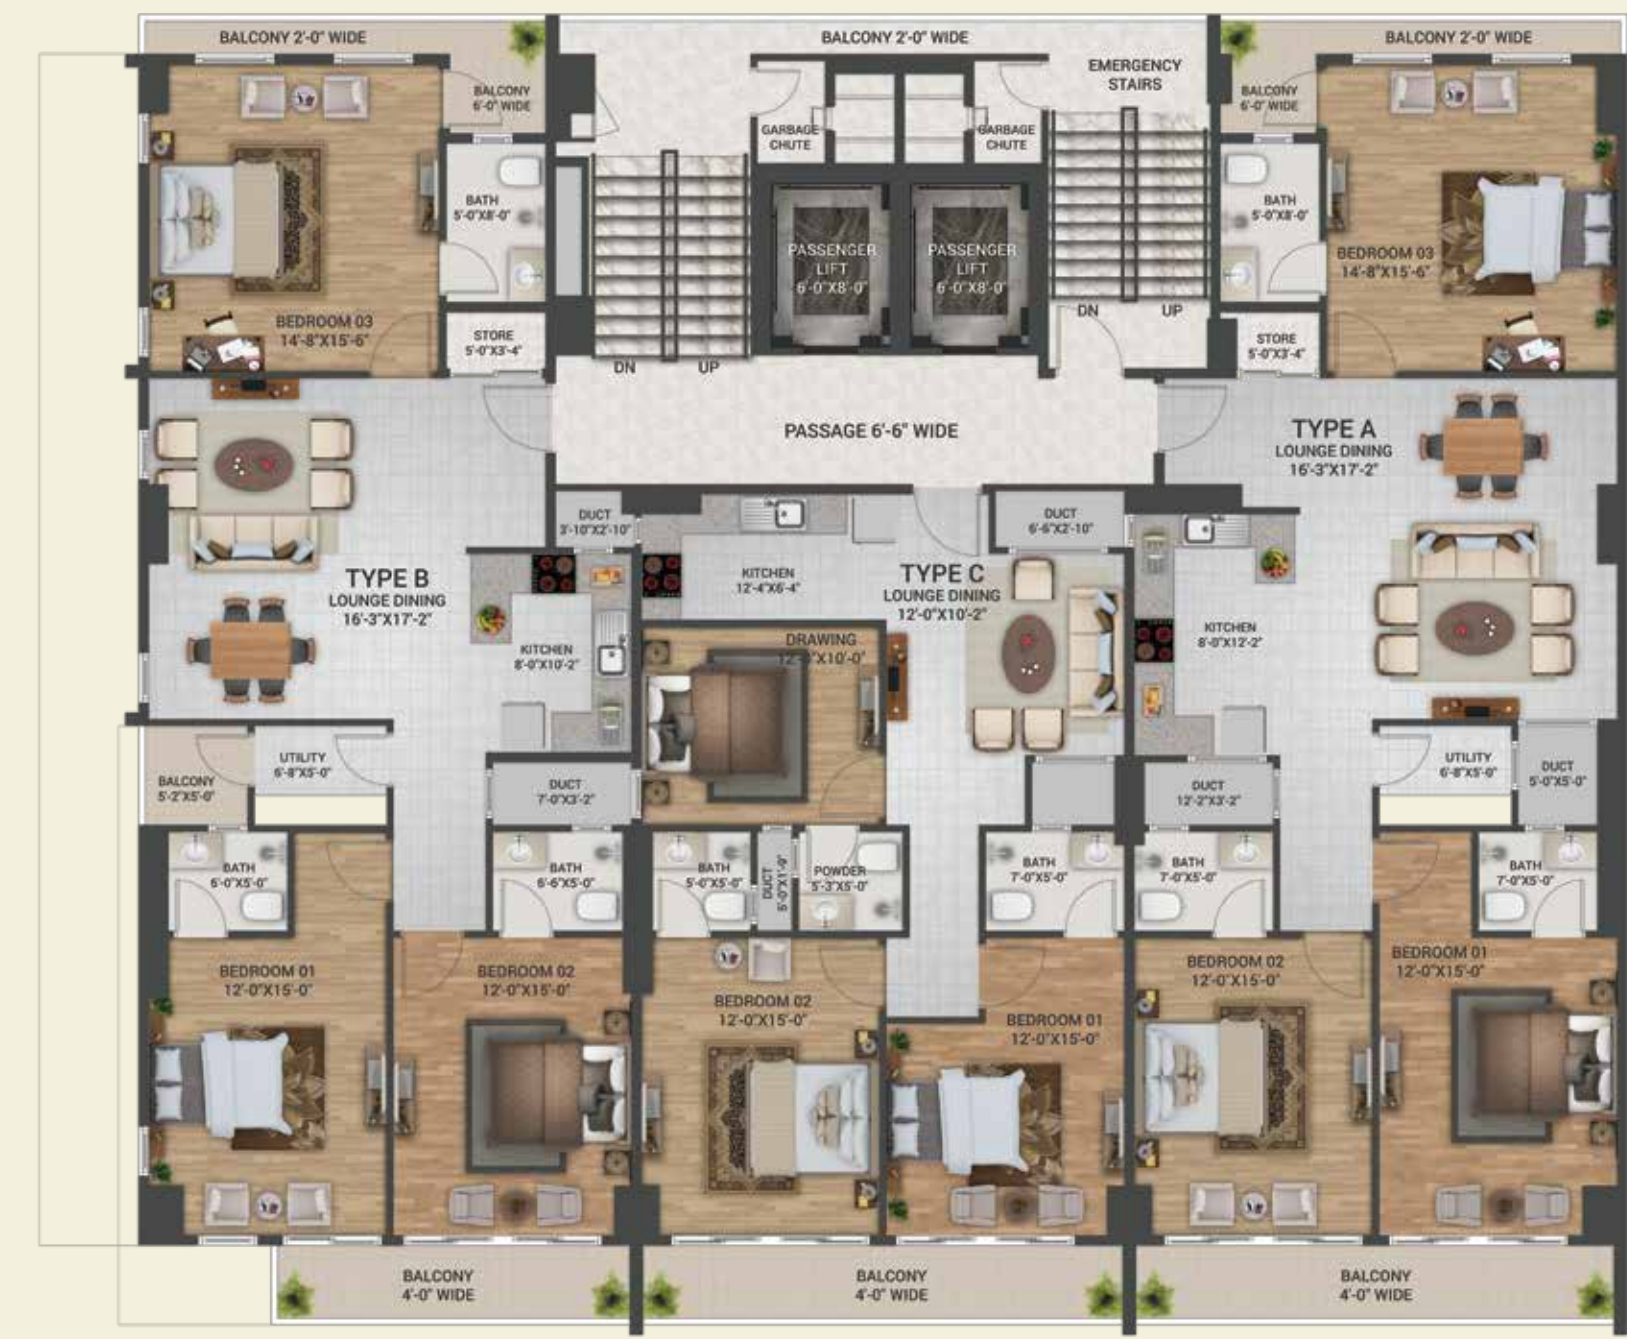 BALCONY 2'-0" WIDE
BALCONY 2'-0" WIDE
BALCONY 2'-0" WIDE
BALCONY
6'-0" WIDE
EMERGENCY
STAIRS
BALCONY
6'-0" WIDE
GARBAGE
CHUTE
GARBAGE
CHUTE
BATH
5'-0"X8'-0"
BATH
5'-0"X8'-0"
PASSENGER
LIFT
6'-0"X8'-0"
PASSENGER
LIFT
6'-0"X8'-0"
BEDROOM 03
14'-8"X15'-6"
BEDROOM 03
14'-8"X15'-6"
STORE
5'-0"X3'-4"
DN
UP
DN
UP
STORE
5'-0"X3'-4"
PASSAGE 6'-6" WIDE
TYPE A
LOUNGE DINING
16'-3"X17'-2"
DUCT
3'-10"X2'-10"
DUCT
6'-6"X2'-10"
TYPE B
LOUNGE DINING
16'-3"X17'-2"
KITCHEN
12'-4"X6'-4"
TYPE C
LOUNGE DINING
12'-0"X10'-2"
KITCHEN
8'-0"X10'-2"
DRAWING
X10'-0"
KITCHEN
8'-0"X12'-2"
BALCONY
5'-2"X5'-0"
UTILITY
6'-8"X5'-0"
DUCT
7'-0"X3'-2"
DUCT
12'-2"X3'-2"
UTILITY
6'-8"X5'-0"
DUCT
5'-0"X5'-0"
BATH
6'-0"X5'-0"
BATH
6'-6"X5'-0"
BATH
5'-0"X5'-0"
DUCT
5'-0"X1'-9"
POWDER
5'-3"X5'-0"
BATH
7'-0"X5'-0"
BATH
7'-0"X5'-0"
BATH
7'-0"X5'-0"
BEDROOM 01
12'-0"X15'-0"
BEDROOM 02
12'-0"X15'-0"
BEDROOM 02
12'-0"X15'-0"
BEDROOM 01
12'-0"X15'-0"
BEDROOM 02
12'-0"X15'-0"
BEDROOM 01
12'-0"X15'-0"
BALCONY
4'-0" WIDE
BALCONY
4'-0" WIDE
BALCONY
4'-0" WIDE